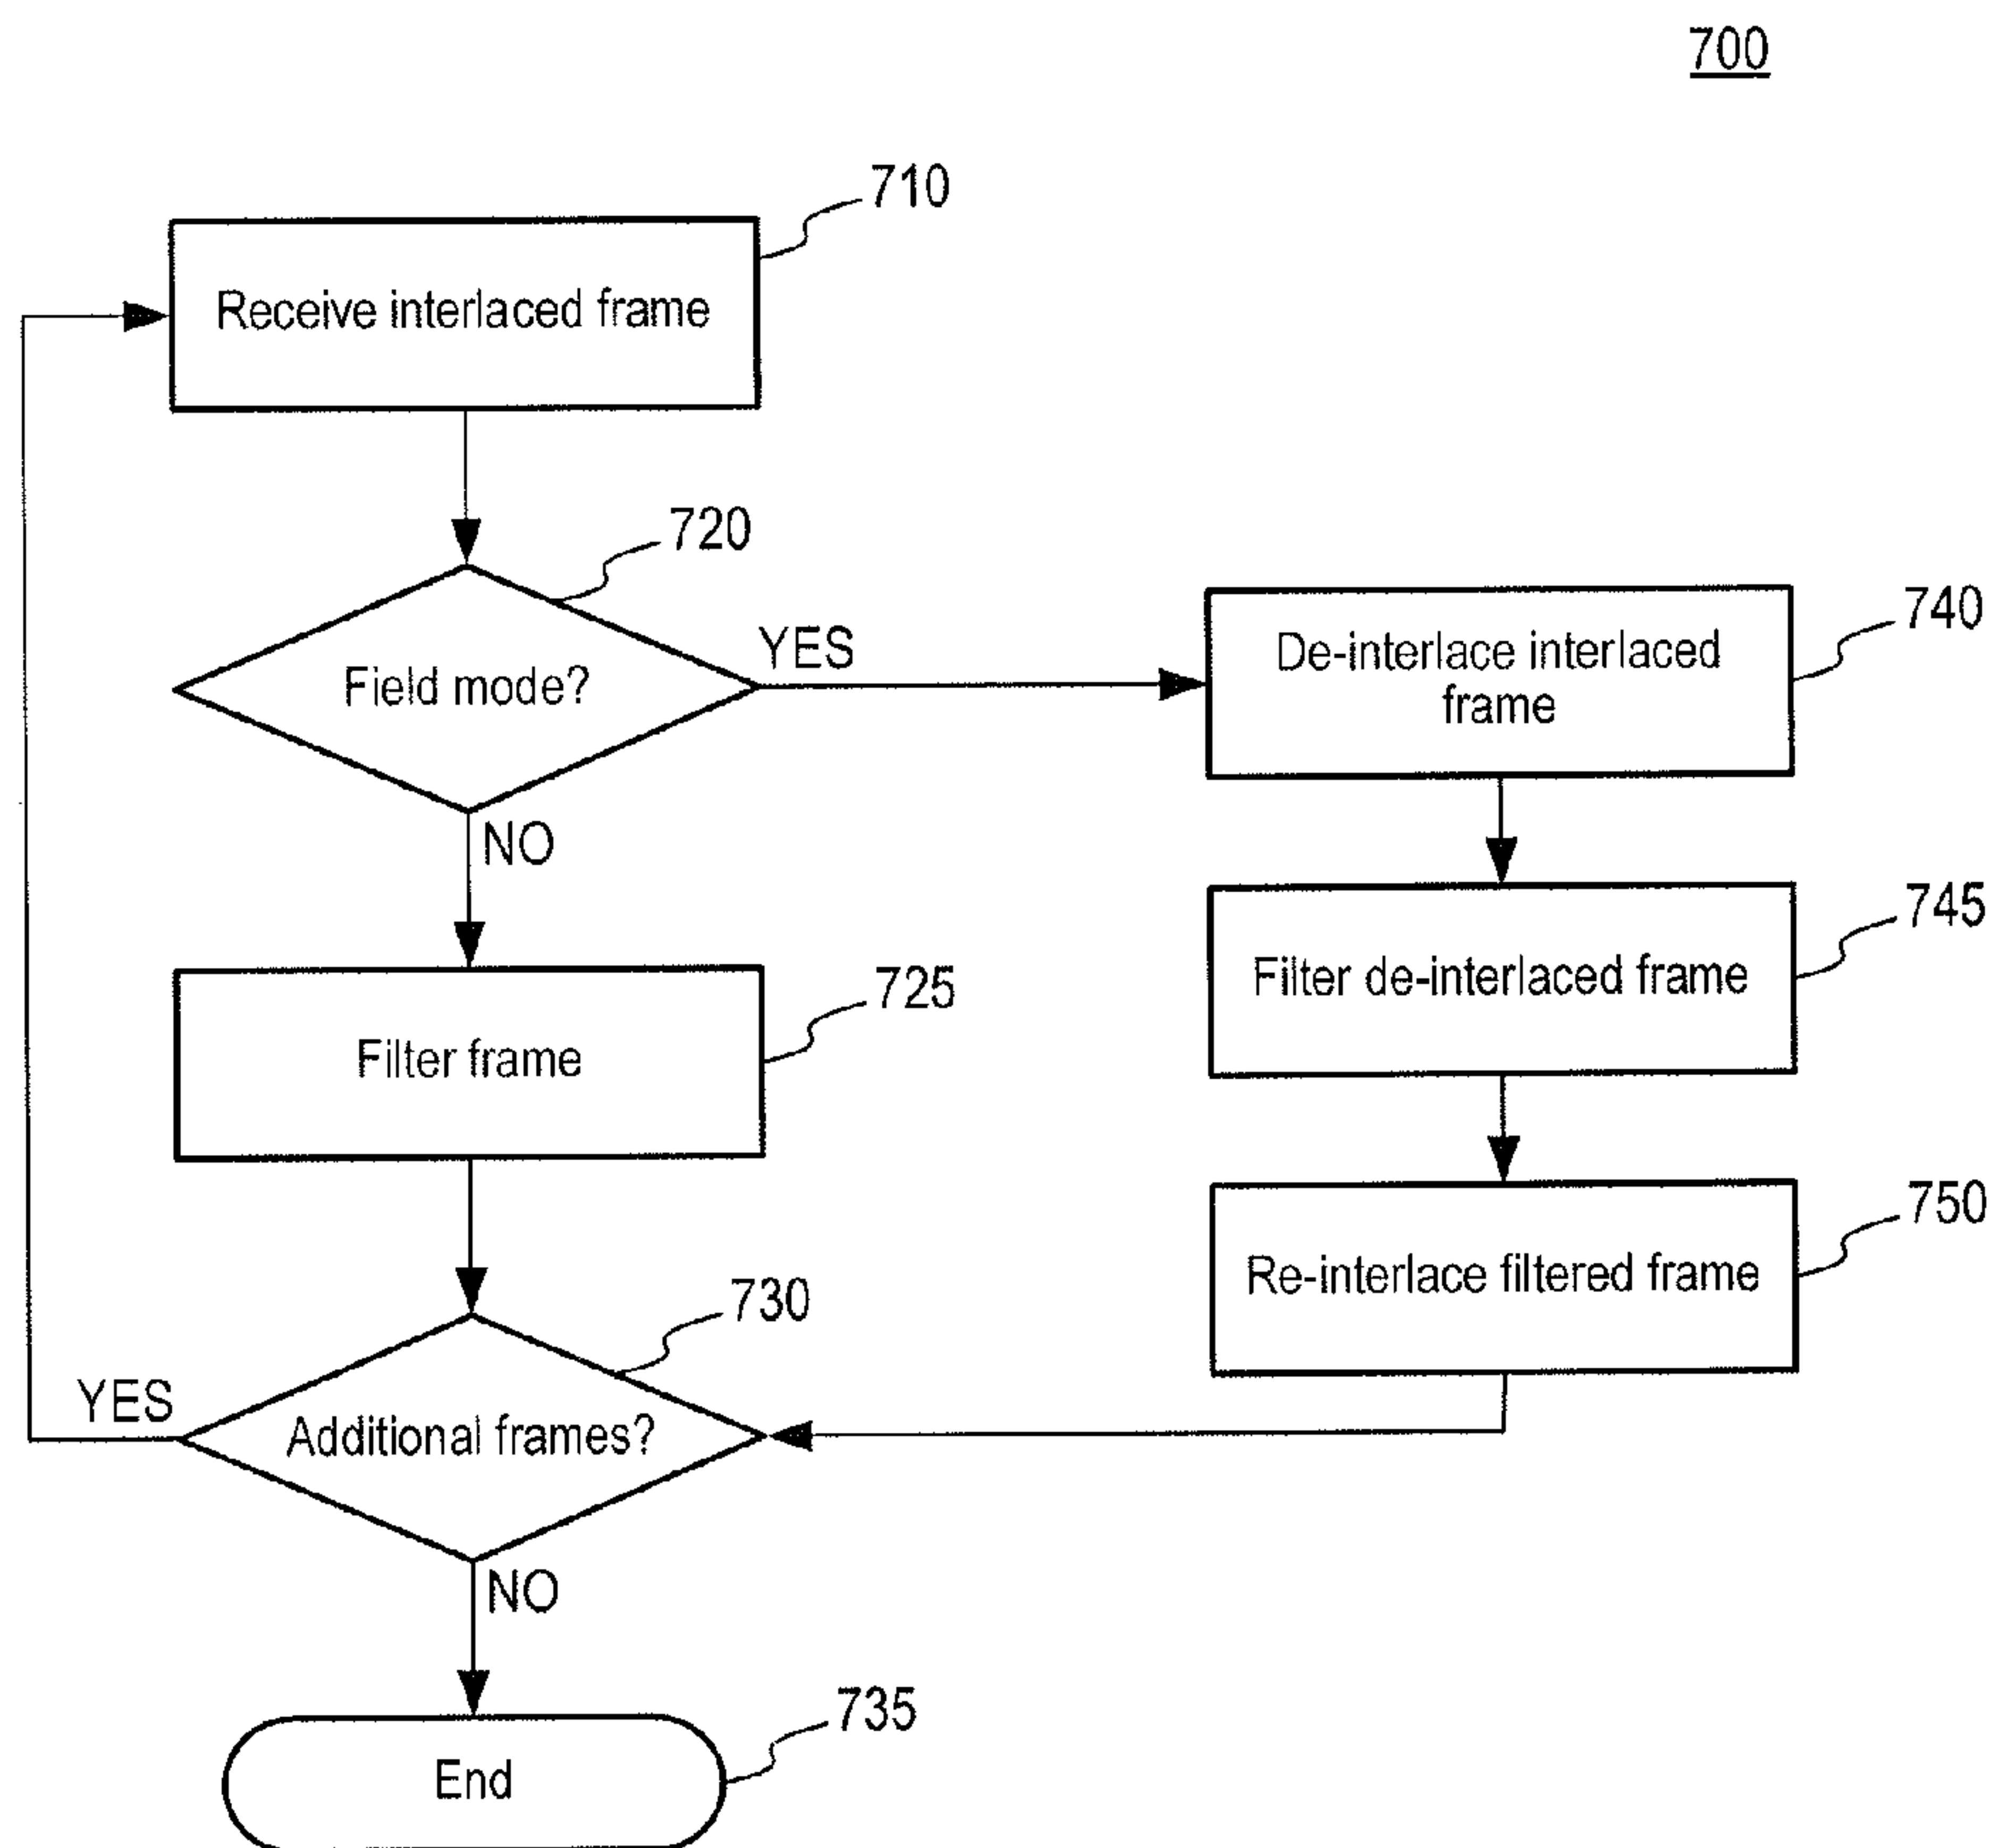 700
710
Receive interlaced frame
720
Field mode?
YES
NO
740
De-interlace interlaced
frame
745
Filter de-interlaced frame
725
Filter frame
750
Re-interlace filtered frame
730
YES
Additional frames?
NO
735
End